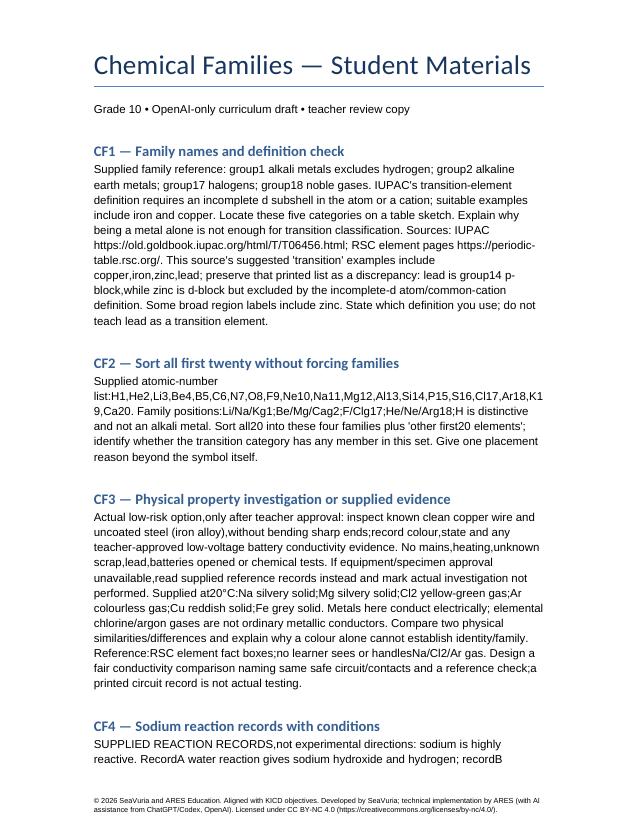 Chemical Families — Student Materials
Grade 10 • OpenAI-only curriculum draft • teacher review copy
CF1 — Family names and definition check
Supplied family reference: group1 alkali metals excludes hydrogen; group2 alkaline
earth metals; group17 halogens; group18 noble gases. IUPAC's transition-element
definition requires an incomplete d subshell in the atom or a cation; suitable examples
include iron and copper. Locate these five categories on a table sketch. Explain why
being a metal alone is not enough for transition classification. Sources: IUPAC
https://old.goldbook.iupac.org/html/T/T06456.html; RSC element pages https://periodic-
table.rsc.org/. This source's suggested 'transition' examples include
copper,iron,zinc,lead; preserve that printed list as a discrepancy: lead is group14 p-
block,while zinc is d-block but excluded by the incomplete-d atom/common-cation
definition. Some broad region labels include zinc. State which definition you use; do not
teach lead as a transition element.
CF2 — Sort all first twenty without forcing families
Supplied atomic-number
list:H1,He2,Li3,Be4,B5,C6,N7,O8,F9,Ne10,Na11,Mg12,Al13,Si14,P15,S16,Cl17,Ar18,K1
9,Ca20. Family positions:Li/Na/Kg1;Be/Mg/Cag2;F/Clg17;He/Ne/Arg18;H is distinctive
and not an alkali metal. Sort all20 into these four families plus 'other first20 elements';
identify whether the transition category has any member in this set. Give one placement
reason beyond the symbol itself.
CF3 — Physical property investigation or supplied evidence
Actual low-risk option,only after teacher approval: inspect known clean copper wire and
uncoated steel (iron alloy),without bending sharp ends;record colour,state and any
teacher-approved low-voltage battery conductivity evidence. No mains,heating,unknown
scrap,lead,batteries opened or chemical tests. If equipment/specimen approval
unavailable,read supplied reference records instead and mark actual investigation not
performed. Supplied at20°C:Na silvery solid;Mg silvery solid;Cl2 yellow-green gas;Ar
colourless gas;Cu reddish solid;Fe grey solid. Metals here conduct electrically; elemental
chlorine/argon gases are not ordinary metallic conductors. Compare two physical
similarities/differences and explain why a colour alone cannot establish identity/family.
Reference:RSC element fact boxes;no learner sees or handlesNa/Cl2/Ar gas. Design a
fair conductivity comparison naming same safe circuit/contacts and a reference check;a
printed circuit record is not actual testing.
CF4 — Sodium reaction records with conditions
SUPPLIED REACTION RECORDS,not experimental directions: sodium is highly
reactive. RecordA water reaction gives sodium hydroxide and hydrogen; recordB
© 2026 SeaVuria and ARES Education. Aligned with KICD objectives. Developed by SeaVuria; technical implementation by ARES (with AI
assistance from ChatGPT/Codex, OpenAI). Licensed under CC BY-NC 4.0 (https://creativecommons.org/licenses/by-nc/4.0/).